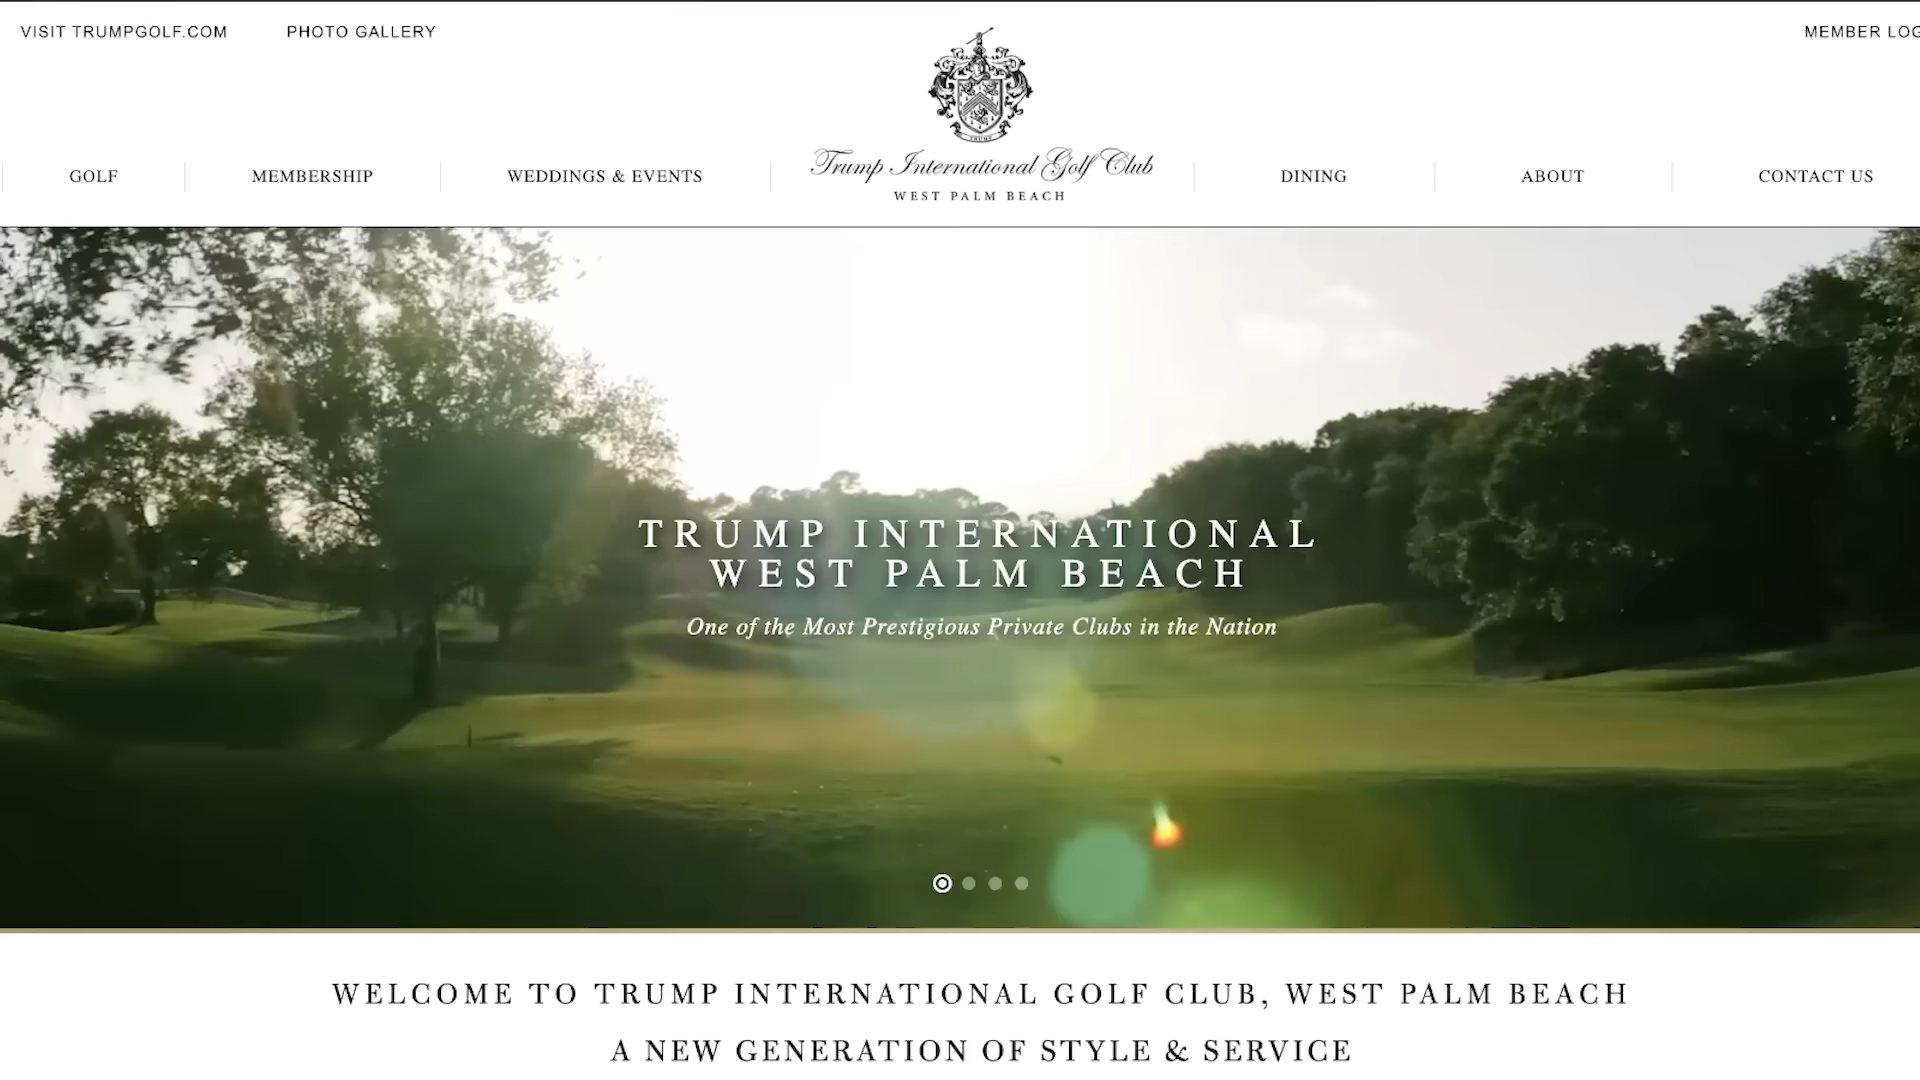 VISIT TRUMPGOLF.COM
PHOTO GALLERY
MEMBER LOG
TRUMP
Trump International Golf Club
WEST PALM BEACH
GOLF
MEMBERSHIP
WEDDINGS & EVENTS
DINING
ABOUT
CONTACT US
TRUMP INTERNATIONAL
WEST PALM BEACH
One of the Most Prestigious Private Clubs in the Nation
WELCOME TO TRUMP INTERNATIONAL GOLF CLUB, WEST PALM BEACH
A NEW GENERATION OF STYLE & SERVICE